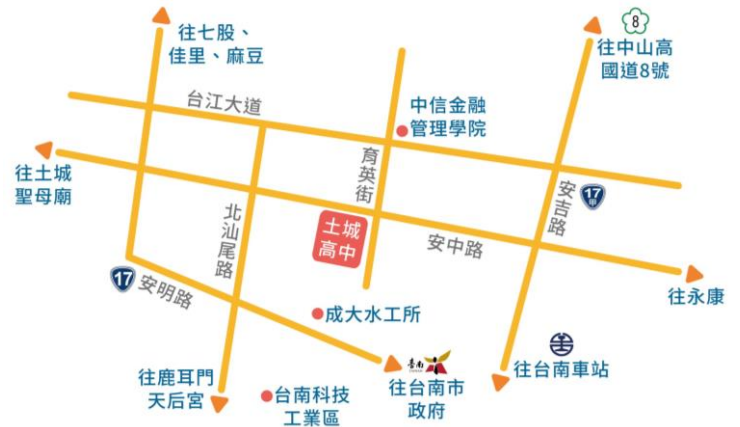 往七股、
佳里、麻豆
8
往中山高
國道8號
台江大道
中信金融
管理學院
往土城
聖母廟
育英街
安吉路
17
甲
北汕尾路
土城
高中
安中路
17
安明路
成大水工所
往永康
往鹿耳門
天后宮
台南科技
工業區
臺南
往台南市
政府
往台南車站